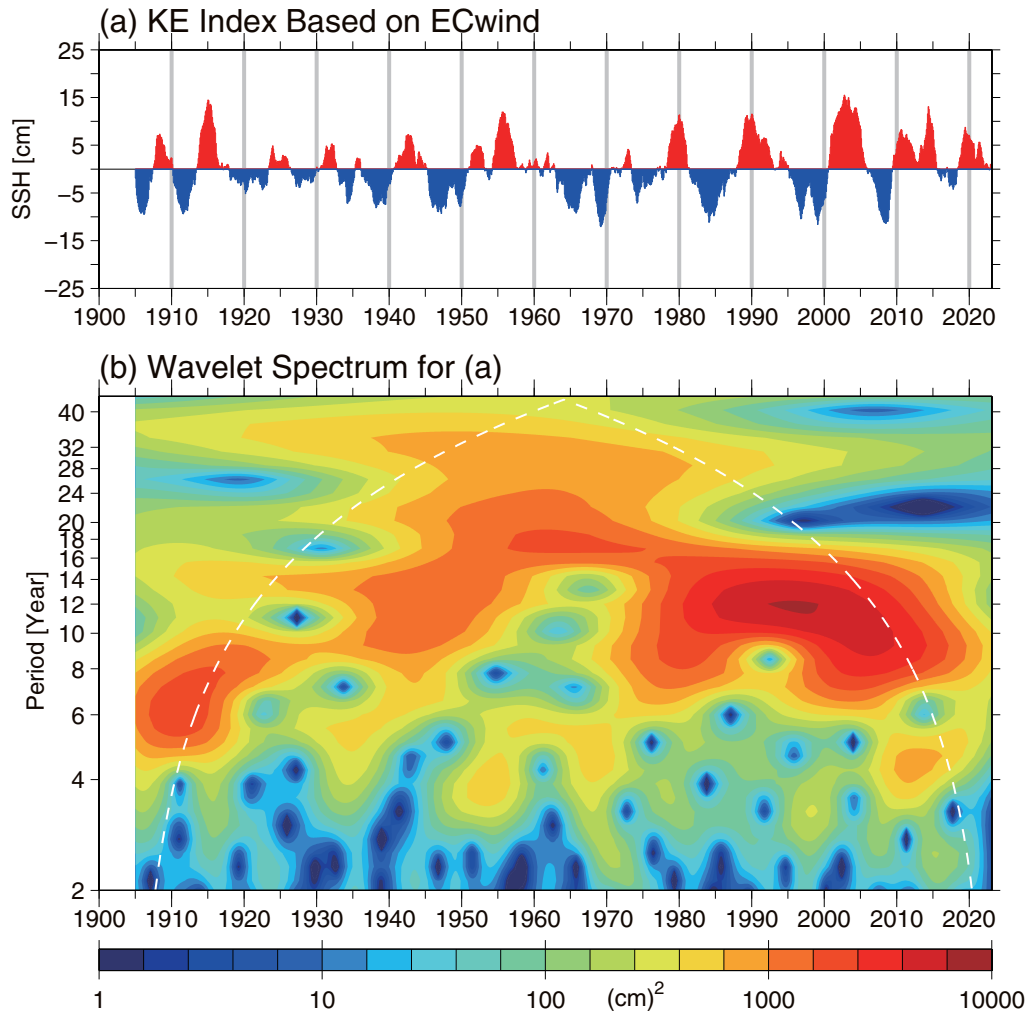 (a) KE Index Based on ECwind
25
15
5
−5
−15
−25
SSH [cm]
1900 1910 1920 1930 1940 1950 1960 1970 1980 1990 2000 2010 2020
(b) Wavelet Spectrum for (a)
40
32
28
24
20
18
16
14
12
10
8
6
4
2
Period [Year]
1900 1910 1920 1930 1940 1950 1960 1970 1980 1990 2000 2010 2020
1 10 100 (cm)² 1000 10000